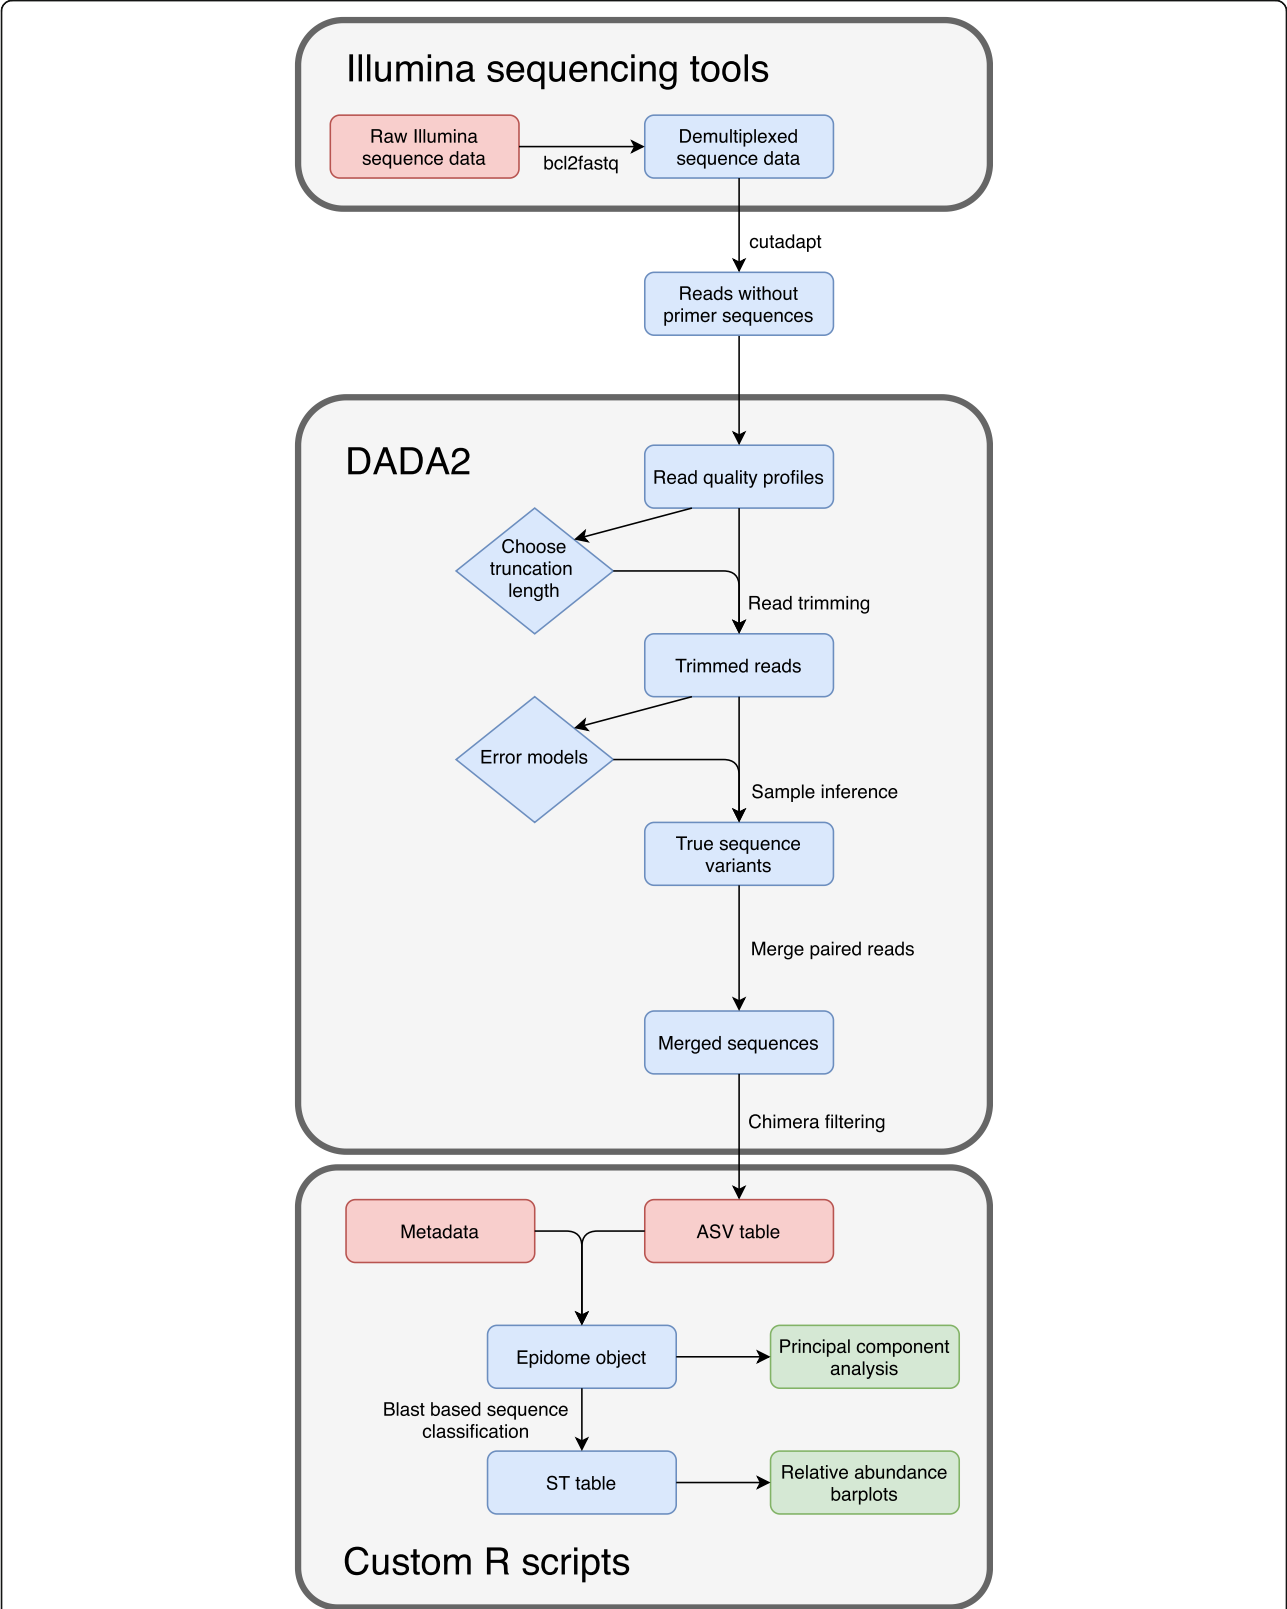 Illumina sequencing tools
Raw Illumina
sequence data
bcl2fastq
Demultiplexed
sequence data
cutadapt
Reads without
primer sequences
DADA2
Read quality profiles
Choose
truncation
length
Read trimming
Trimmed reads
Error models
Sample inference
True sequence
variants
Merge paired reads
Merged sequences
Chimera filtering
Metadata
ASV table
Epidome object
Principal component
analysis
Blast based sequence
classification
ST table
Relative abundance
barplots
Custom R scripts